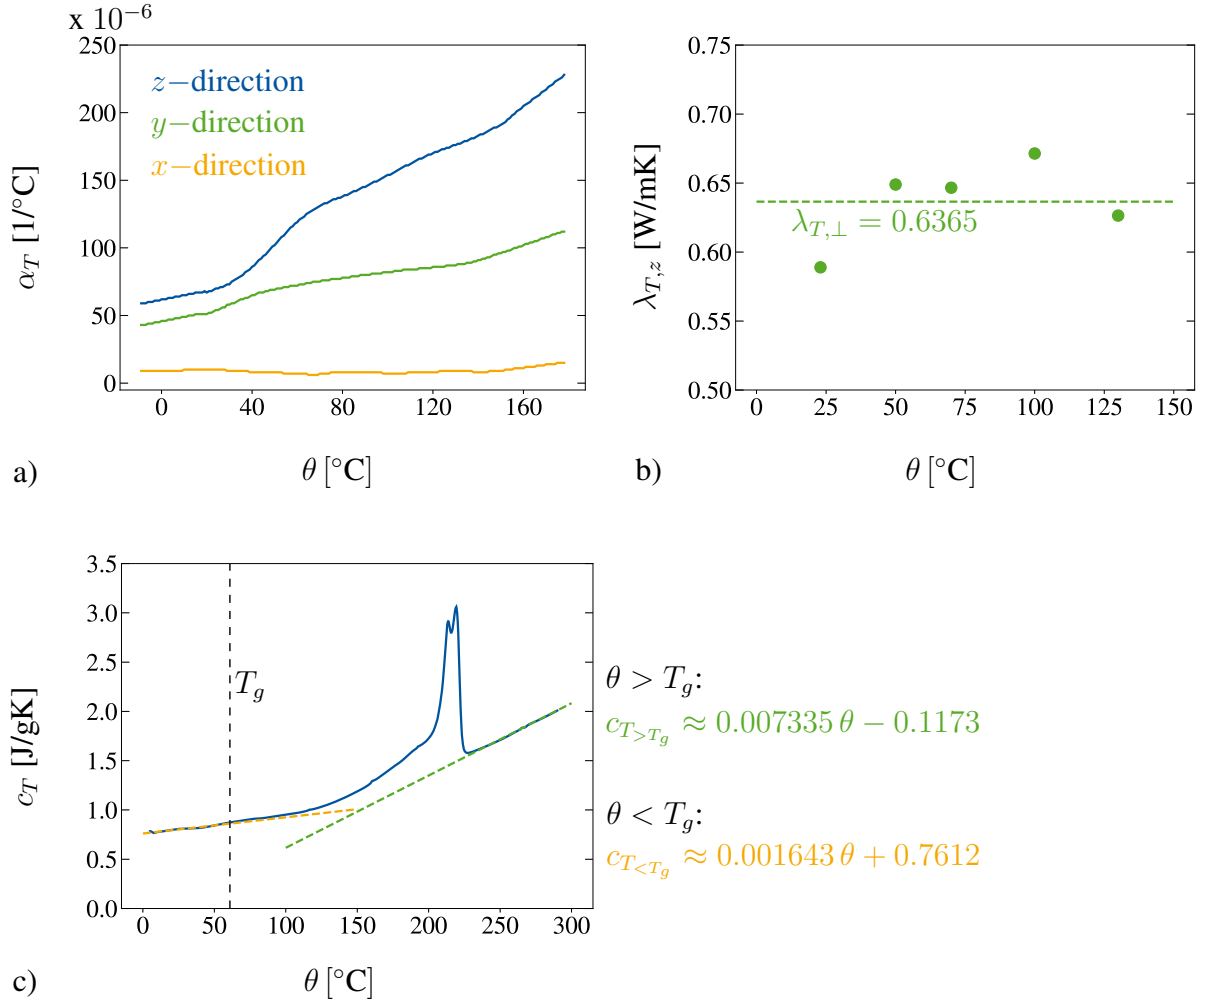 x 10⁻⁶
250
200
150
100
50
0
α_T [1/°C]
z−direction
y−direction
x−direction
0 40 80 120 160
a)
θ [°C]
0.75
0.70
0.65
0.60
0.55
0.50
λ_{T,z} [W/mK]
λ_{T,⊥} = 0.6365
0 25 50 75 100 125 150
b)
θ [°C]
3.5
3.0
2.5
2.0
1.5
1.0
0.5
0.0
c_T [J/gK]
T_g
0 50 100 150 200 250 300
c)
θ [°C]
θ > T_g:
c_{T_{>T_g}} ≈ 0.007335 θ − 0.1173
θ < T_g:
c_{T_{<T_g}} ≈ 0.001643 θ + 0.7612